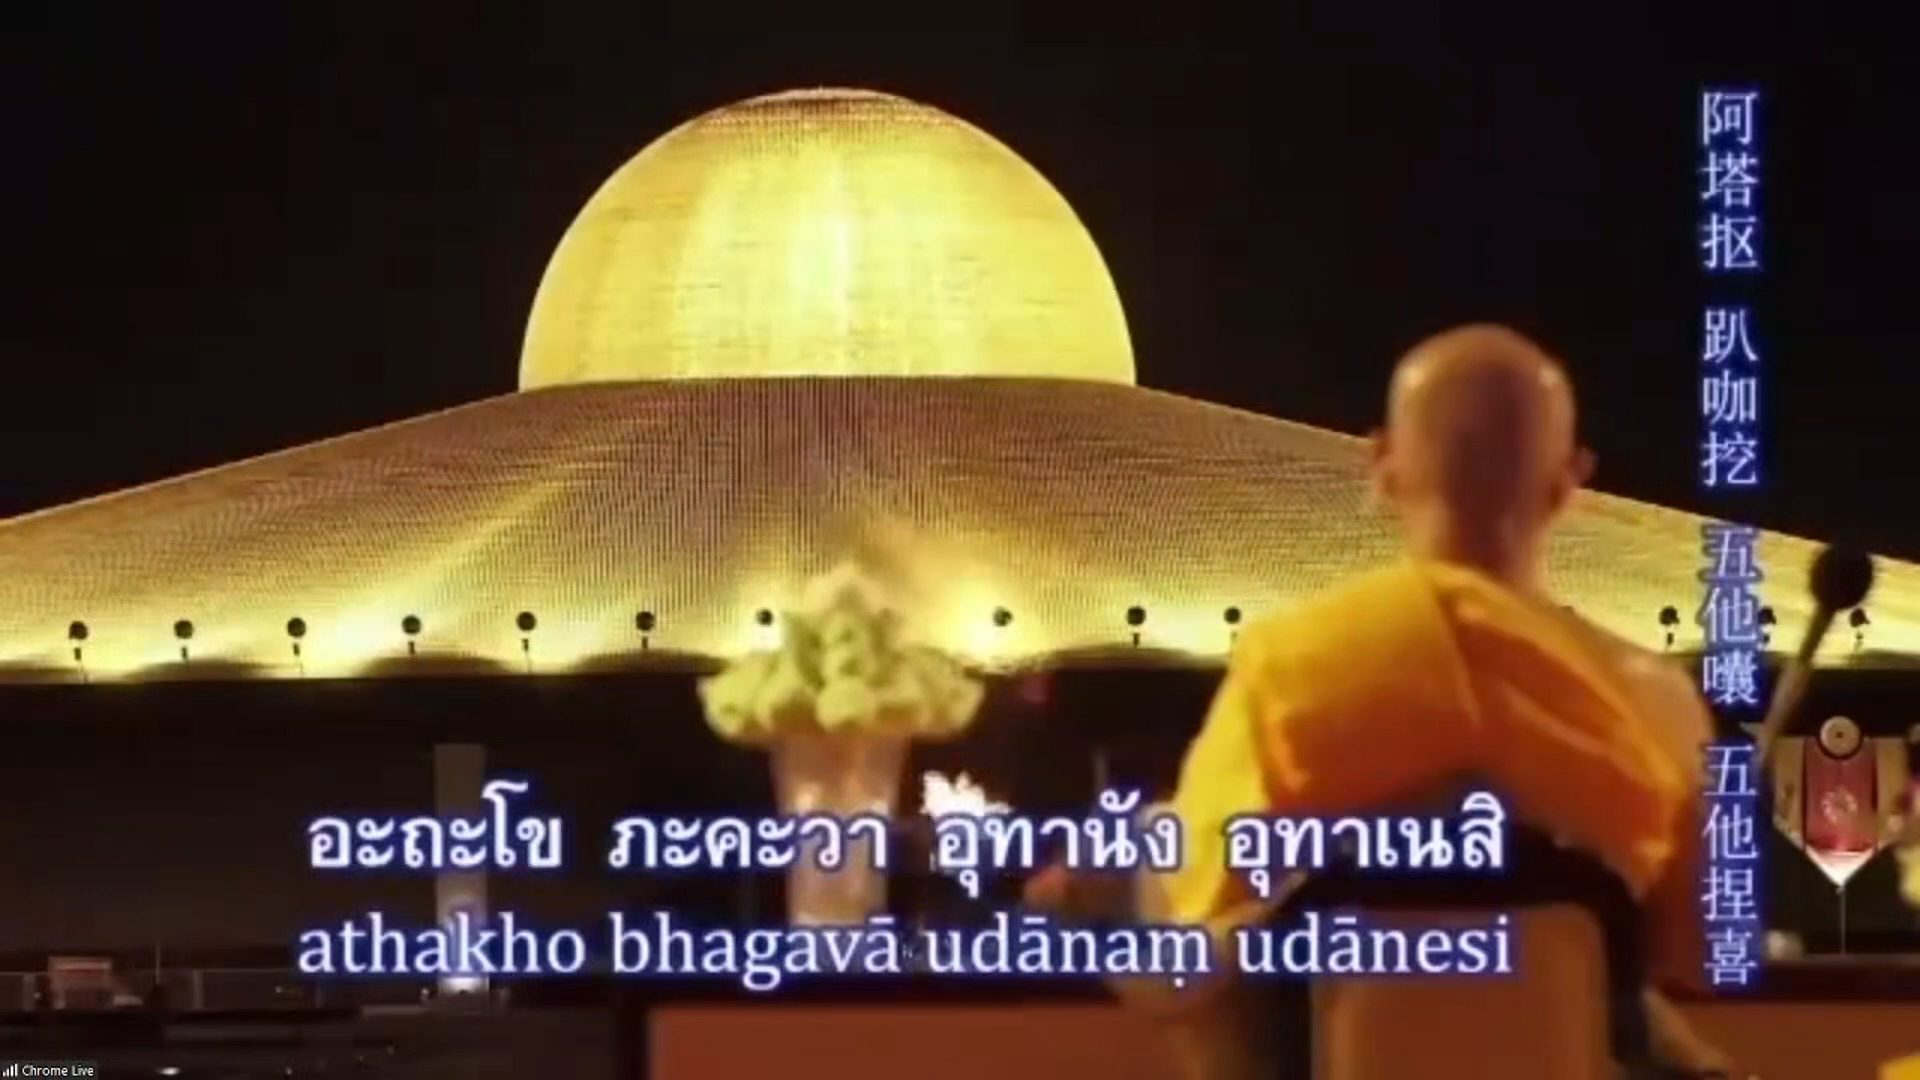 อะถะโข ภะคะวา อุทานัง อุทาเนสิ
athakho bhagavā udānaṃ udānesi
阿塔抠 趴咖挖 五他囔 五他捏喜
Chrome Live